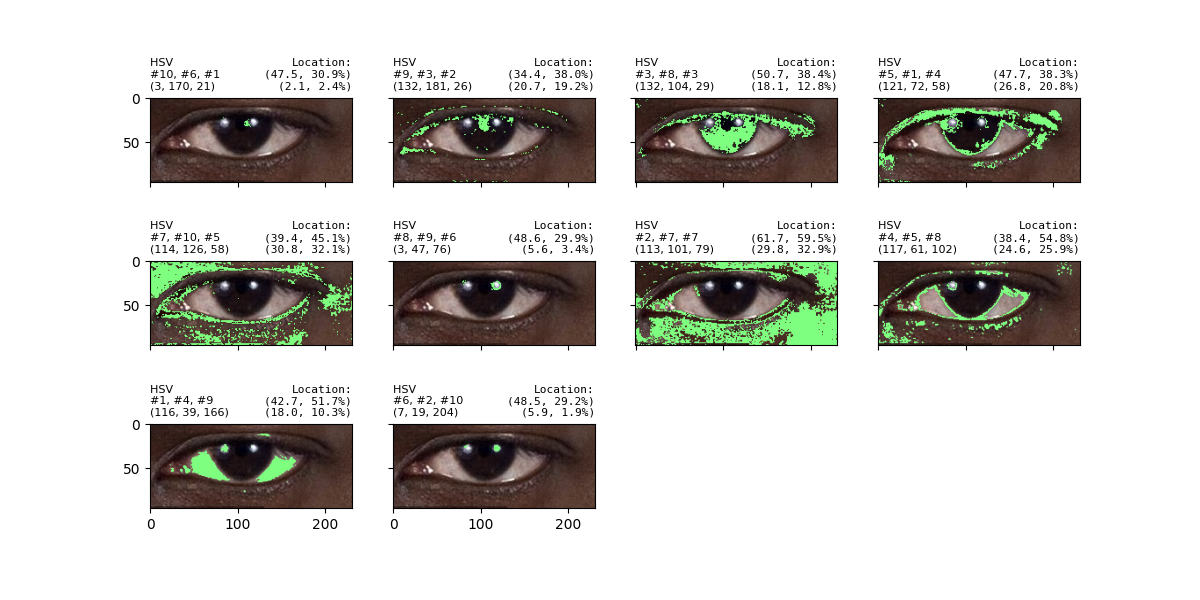 HSV Location:
#10, #6, #1 (47.5, 30.9%)
(3, 170, 21) (2.1, 2.4%)
HSV Location:
#9, #3, #2 (34.4, 38.0%)
(132, 181, 26) (20.7, 19.2%)
HSV Location:
#3, #8, #3 (50.7, 38.4%)
(132, 104, 29) (18.1, 12.8%)
HSV Location:
#5, #1, #4 (47.7, 38.3%)
(121, 72, 58) (26.8, 20.8%)
0
50
HSV Location:
#7, #10, #5 (39.4, 45.1%)
(114, 126, 58) (30.8, 32.1%)
HSV Location:
#8, #9, #6 (48.6, 29.9%)
(3, 47, 76) (5.6, 3.4%)
HSV Location:
#2, #7, #7 (61.7, 59.5%)
(113, 101, 79) (29.8, 32.9%)
HSV Location:
#4, #5, #8 (38.4, 54.8%)
(117, 61, 102) (24.6, 25.9%)
0
50
HSV Location:
#1, #4, #9 (42.7, 51.7%)
(116, 39, 166) (18.0, 10.3%)
HSV Location:
#6, #2, #10 (48.5, 29.2%)
(7, 19, 204) (5.9, 1.9%)
0
50
0 100 200
0 100 200